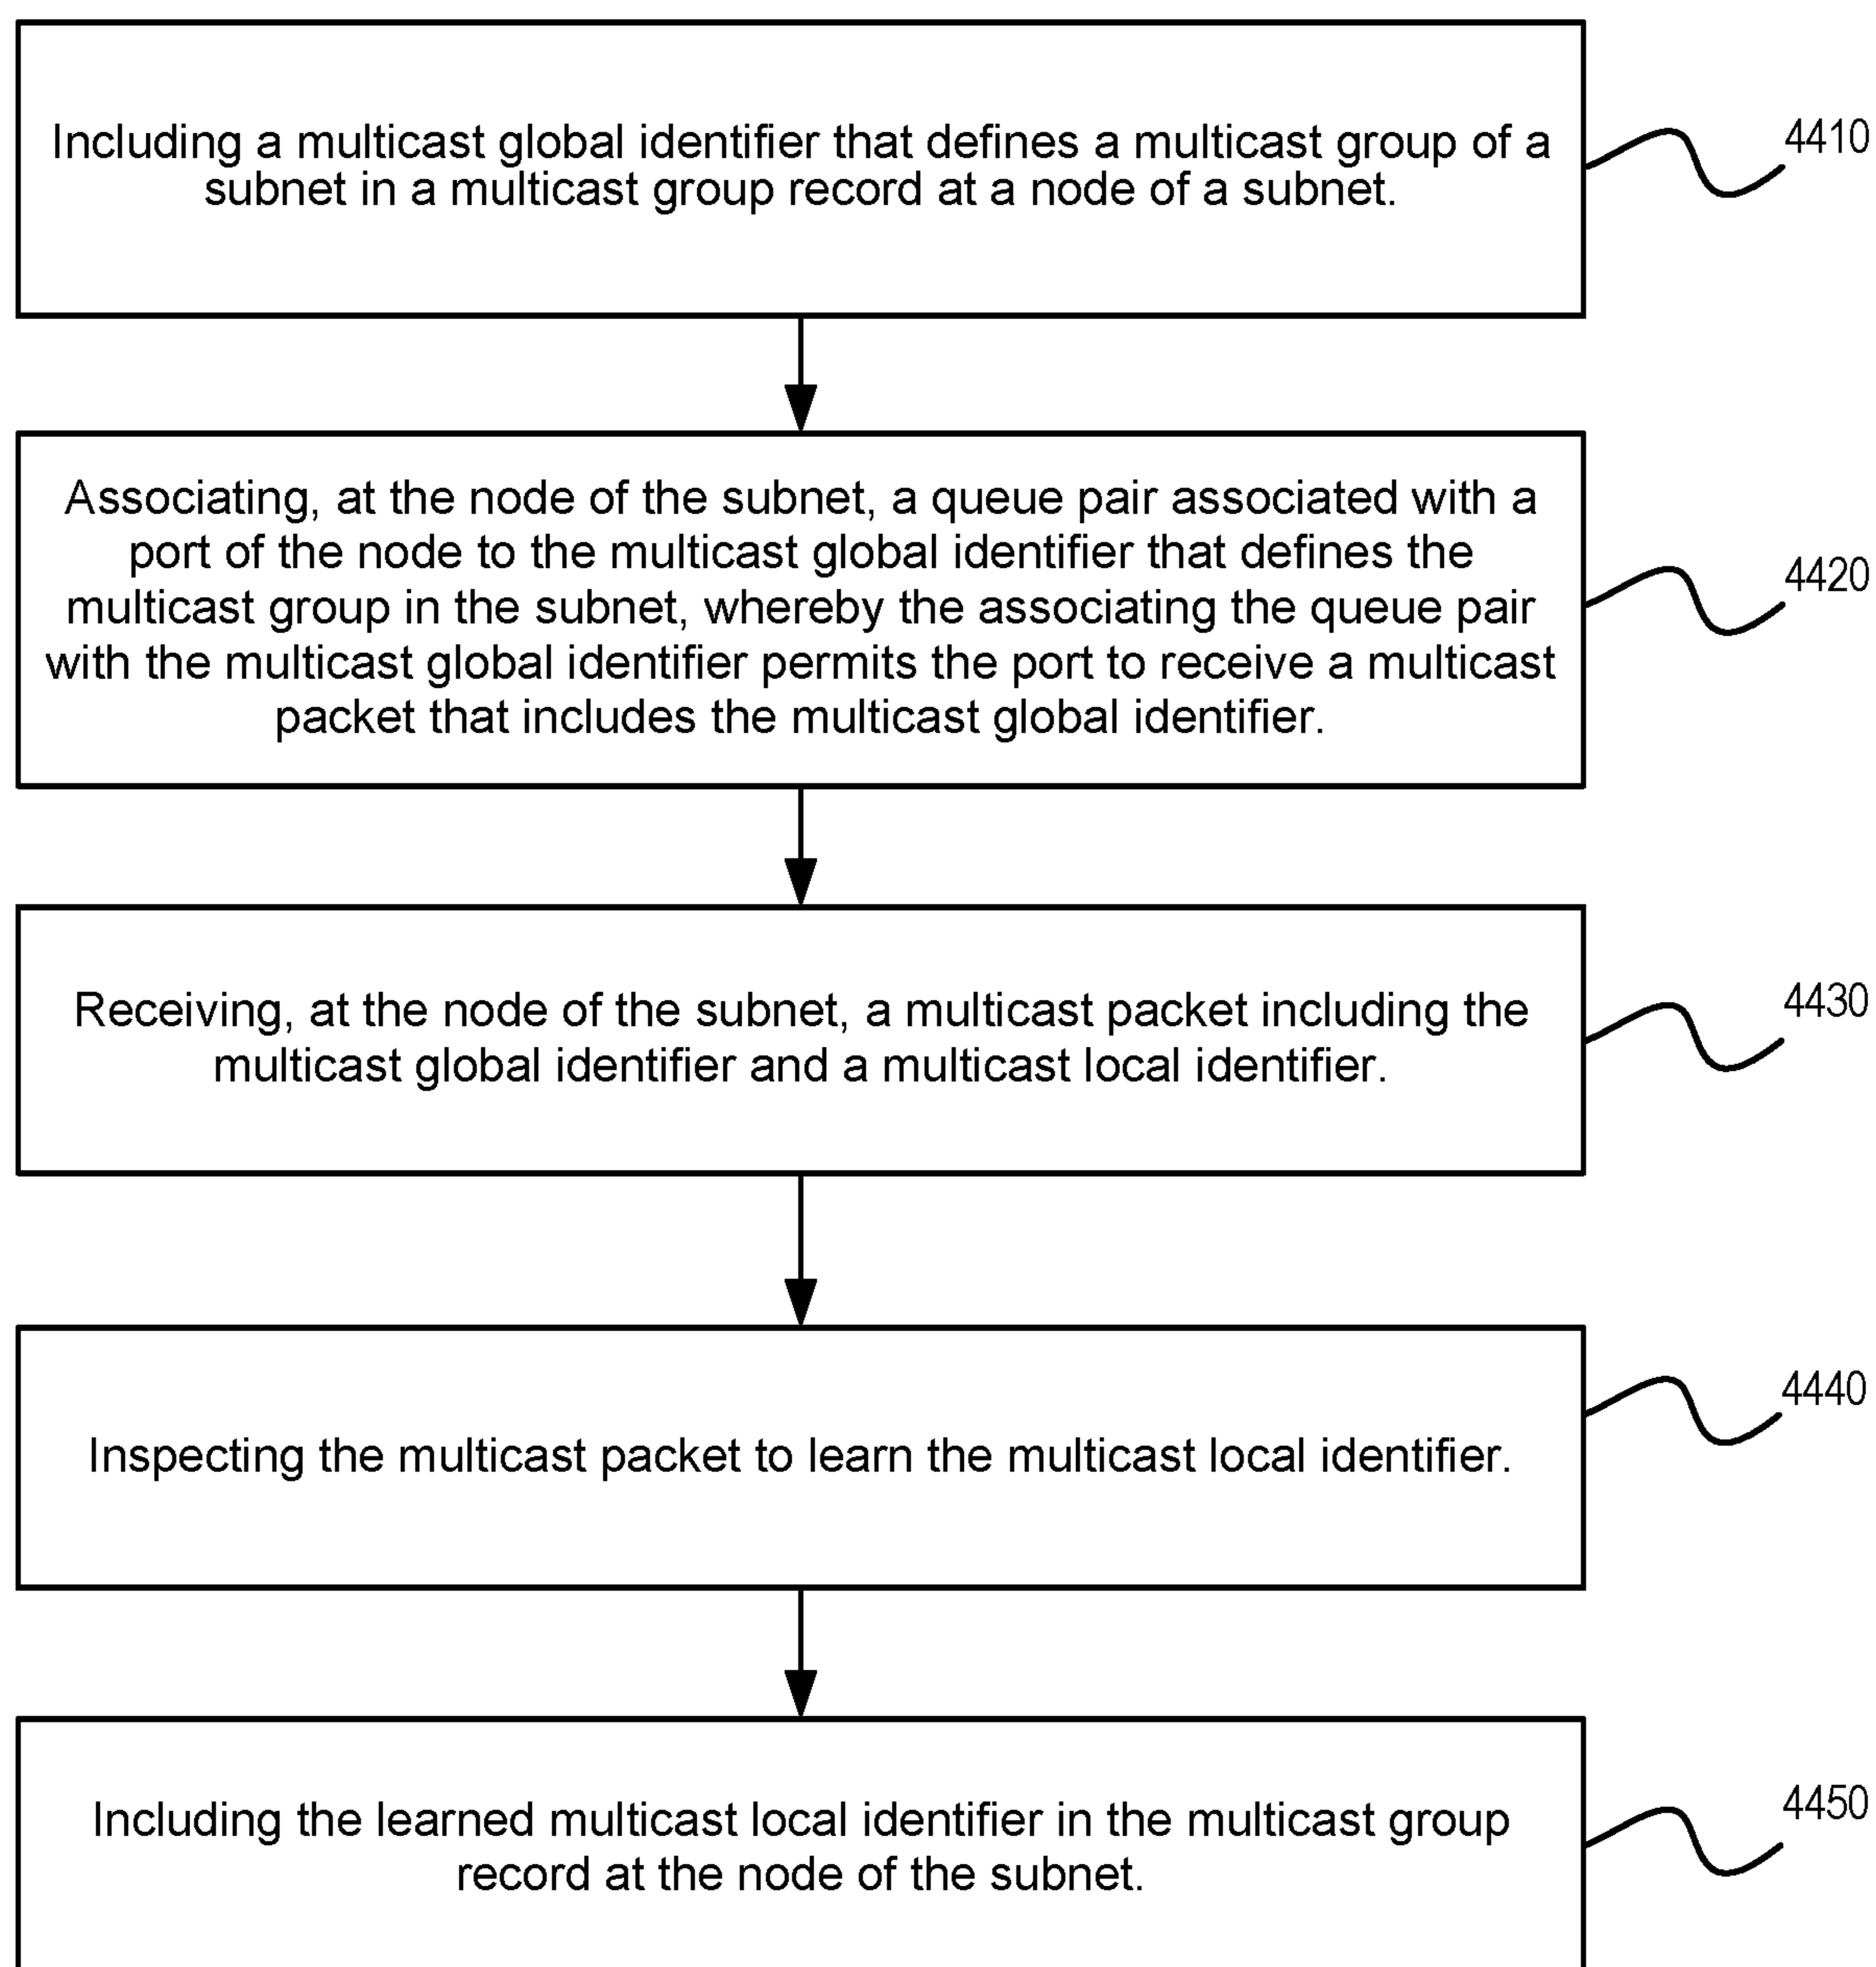 Including a multicast global identifier that defines a multicast group of a
subnet in a multicast group record at a node of a subnet.
4410
Associating, at the node of the subnet, a queue pair associated with a
port of the node to the multicast global identifier that defines the
multicast group in the subnet, whereby the associating the queue pair
with the multicast global identifier permits the port to receive a multicast
packet that includes the multicast global identifier.
4420
Receiving, at the node of the subnet, a multicast packet including the
multicast global identifier and a multicast local identifier.
4430
Inspecting the multicast packet to learn the multicast local identifier.
4440
Including the learned multicast local identifier in the multicast group
record at the node of the subnet.
4450